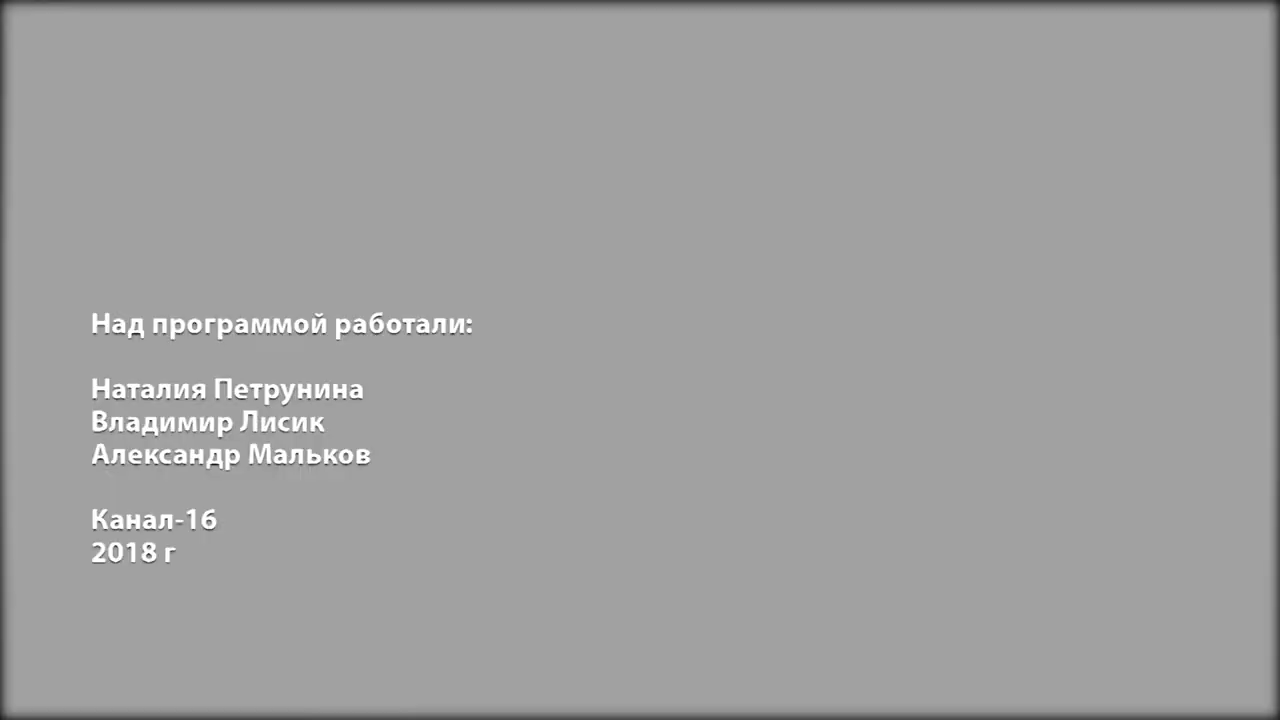 Над программой работали:
Наталия Петрунина
Владимир Лисик
Александр Мальков
Канал-16
2018 г